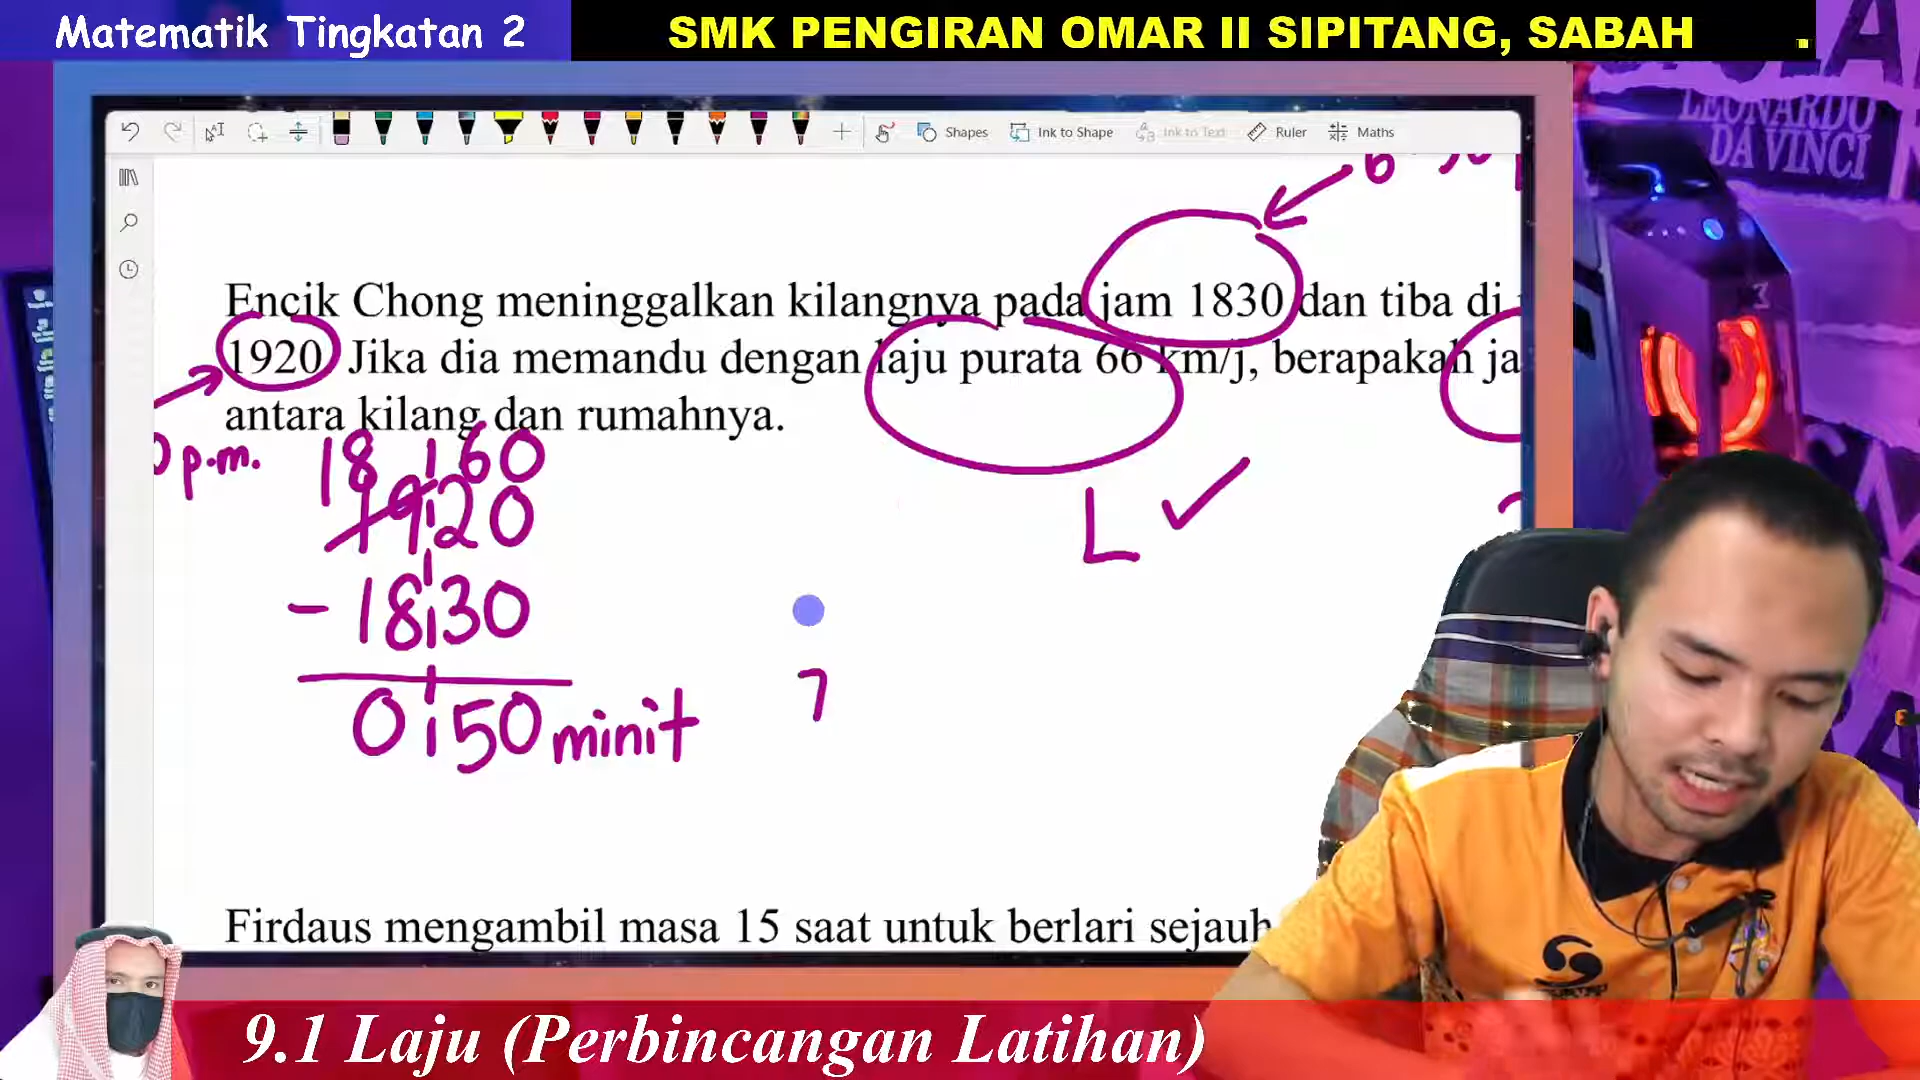 Matematik Tingkatan 2
SMK PENGIRAN OMAR II SIPITANG, SABAH
LEONARDO
DA VINCI
Shapes
Ink to Shape
Ink to Text
Ruler
Maths
Encik Chong meninggalkan kilangnya pada jam 1830 dan tiba di
1920 Jika dia memandu dengan laju purata 66 km/j, berapakah ja
antara kilang dan rumahnya.
p.m.
18 60
1920
L ✓
- 1830
7
0 50 minit
Firdaus mengambil masa 15 saat untuk berlari sejauh
9.1 Laju (Perbincangan Latihan)